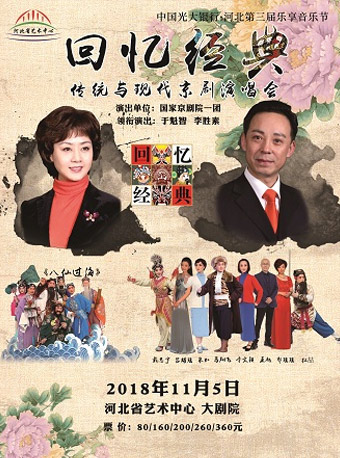 河北省艺术中心
中国光大银行·河北第三届乐享音乐节
回忆经典
传统与现代京剧演唱会
演出单位：国家京剧院一团
领衔演出：于魁智 李胜素
回忆
经典
《八仙过海》
2018年11月5日
河北省艺术中心 大剧院
票 价：80/160/200/260/360元